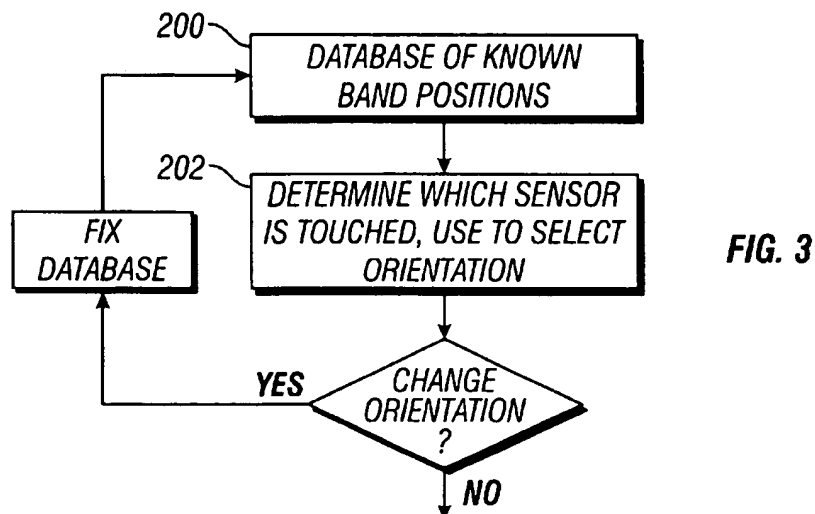 200
DATABASE OF KNOWN
BAND POSITIONS
202
DETERMINE WHICH SENSOR
IS TOUCHED, USE TO SELECT
ORIENTATION
FIX
DATABASE
FIG. 3
YES
CHANGE
ORIENTATION
?
NO